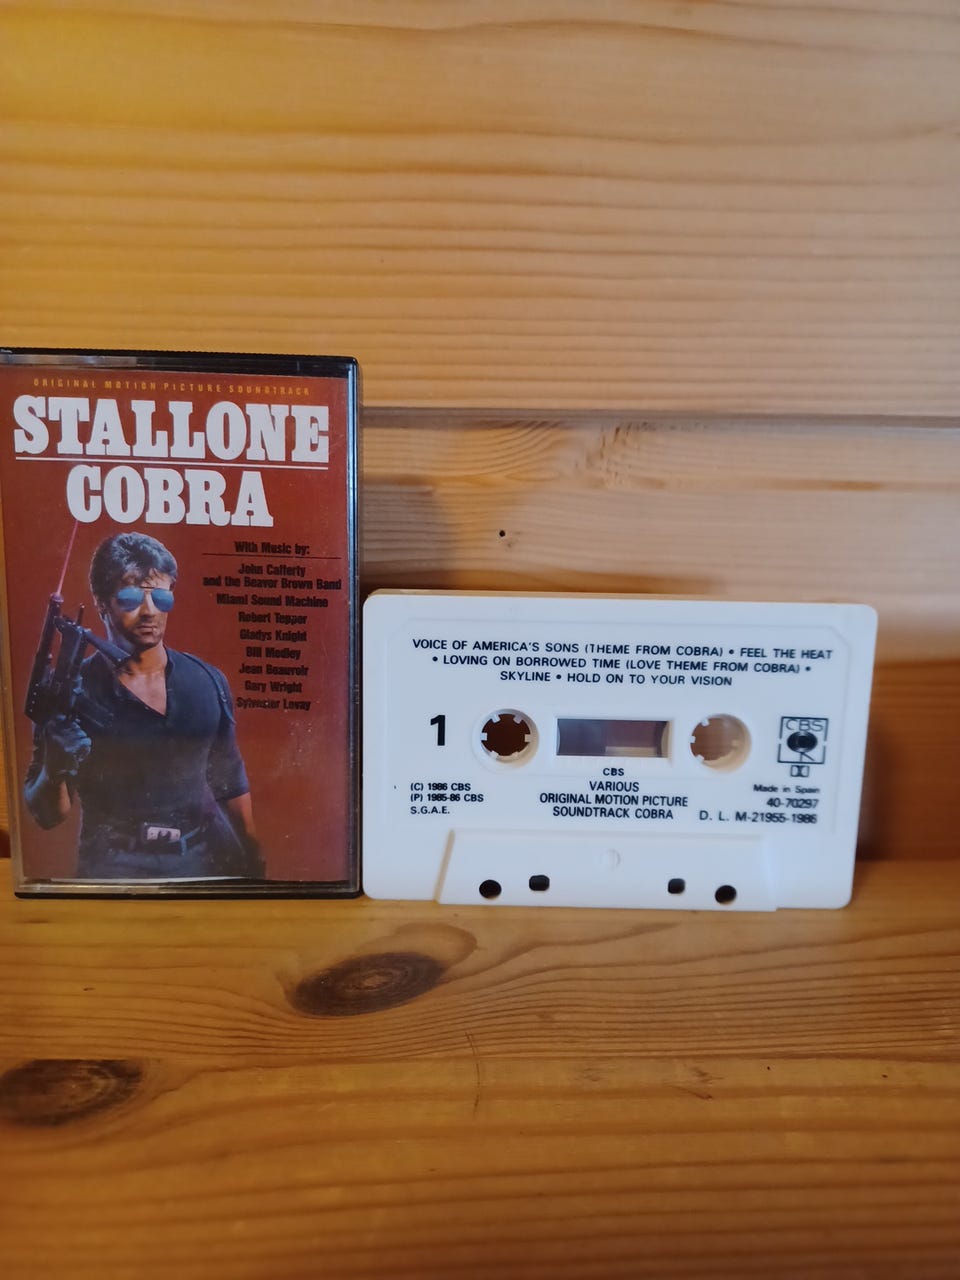 ORIGINAL MOTION PICTURE SOUNDTRACK
STALLONE
COBRA
With Music by:
John Cafferty
and the Beaver Brown Band
Miami Sound Machine
Robert Tepper
Gladys Knight
Bill Medley
Jean Beauvoir
Gary Wright
Sylvester Levay
VOICE OF AMERICA'S SONS (THEME FROM COBRA) • FEEL THE HEAT
• LOVING ON BORROWED TIME (LOVE THEME FROM COBRA) •
SKYLINE • HOLD ON TO YOUR VISION
1
CBS
CBS
VARIOUS
ORIGINAL MOTION PICTURE
SOUNDTRACK COBRA
(C) 1986 CBS
(P) 1985-86 CBS
S.G.A.E.
Made in Spain
40-70297
D. L. M-21955-1986